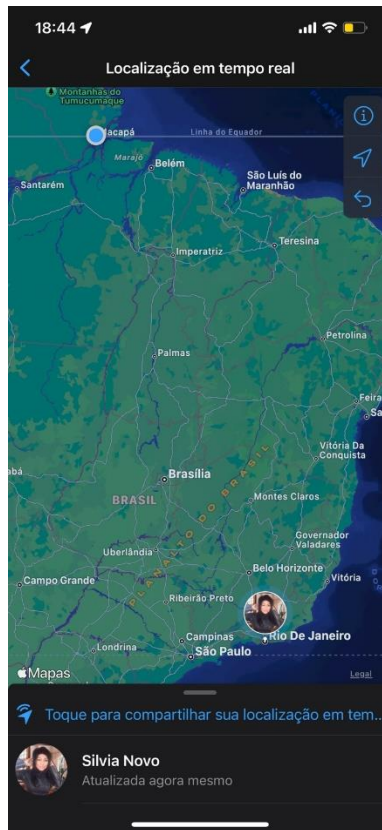 18:44
Localização em tempo real
Montanhas do
Tumucumaque
Macapá
Linha do Equador
Marajó
Belém
Santarém
São Luís do
Maranhão
Teresina
Imperatriz
Petrolina
Palmas
Feira
Sa
Vitória Da
Conquista
abá
Brasília
BRASIL
PLANALTO DO BRASIL
Montes Claros
Governador
Valadares
Uberlândia
Belo Horizonte
Vitória
Campo Grande
Ribeirão Preto
Rio De Janeiro
Campinas
Londrina
São Paulo
Mapas
Legal
Toque para compartilhar sua localização em tem...
Silvia Novo
Atualizada agora mesmo